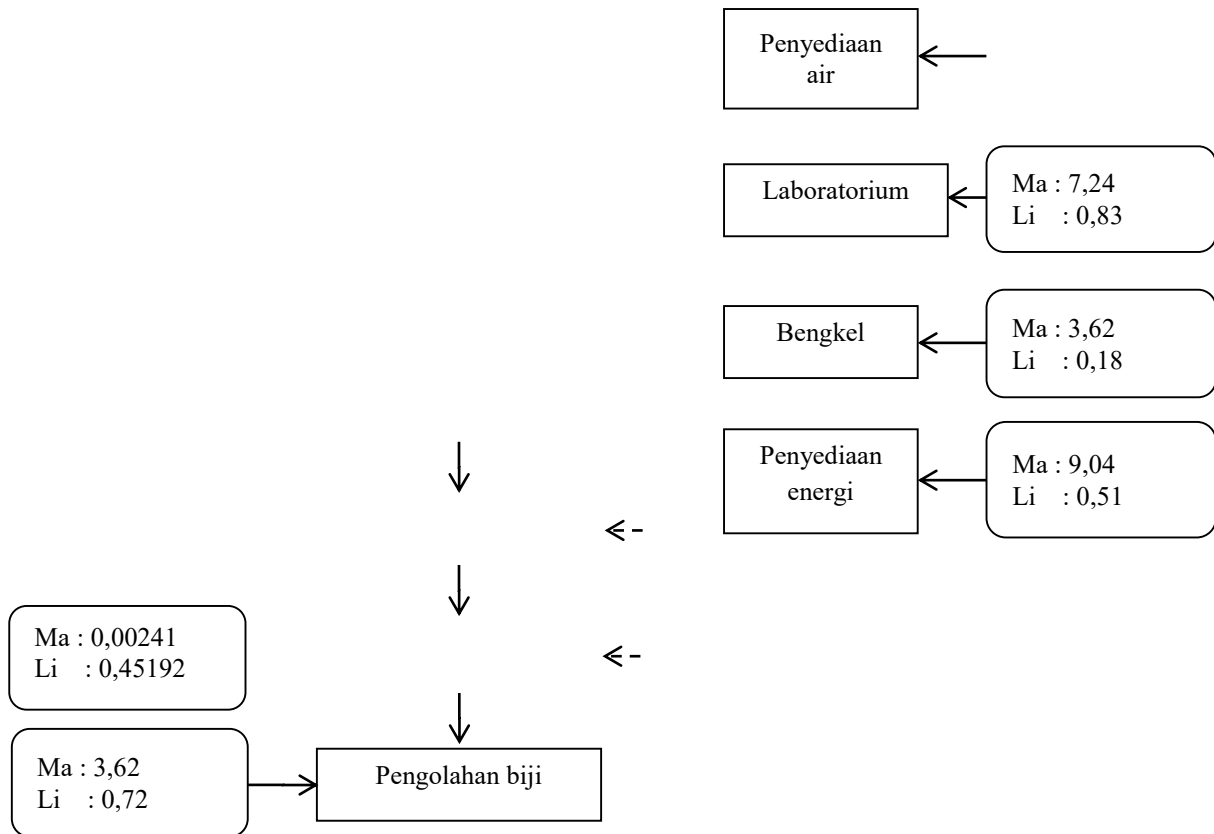 Penyediaan
air
Laboratorium
Ma : 7,24
Li : 0,83
Bengkel
Ma : 3,62
Li : 0,18
Penyediaan
energi
Ma : 9,04
Li : 0,51
Ma : 0,00241
Li : 0,45192
Ma : 3,62
Li : 0,72
Pengolahan biji